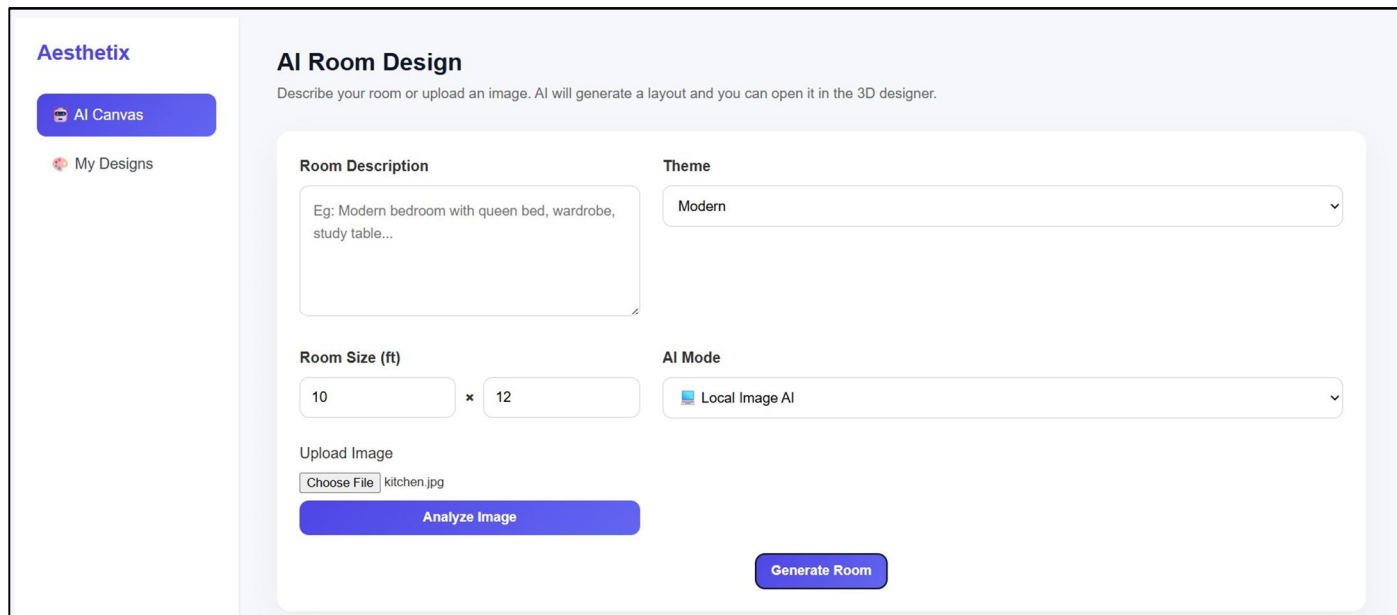 Aesthetix
AI Canvas
My Designs
AI Room Design
Describe your room or upload an image. AI will generate a layout and you can open it in the 3D designer.
Room Description
Eg: Modern bedroom with queen bed, wardrobe,
study table...
Theme
Modern
Room Size (ft)
10 × 12
AI Mode
Local Image AI
Upload Image
Choose File kitchen.jpg
Analyze Image
Generate Room